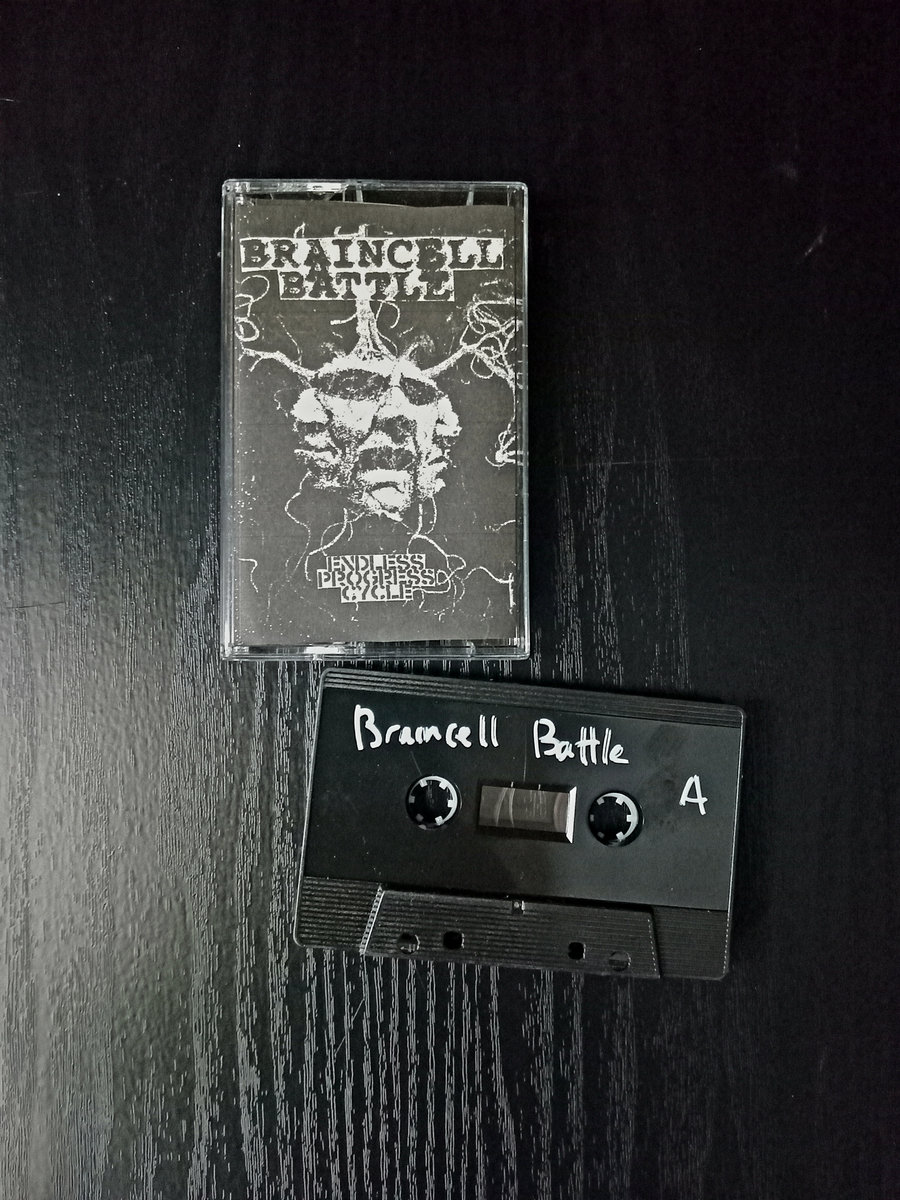 BRAINCELL
BATTLE
ENDLESS
PROGRESS
CYCLE
Braincell Battle
A